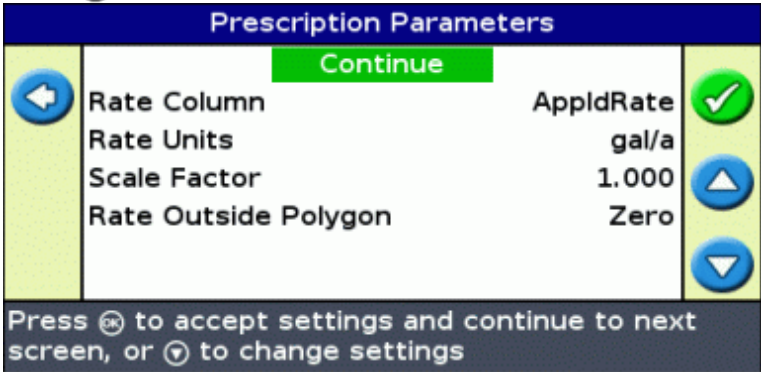 Prescription Parameters
Continue
Rate Column AppldRate
Rate Units gal/a
Scale Factor 1.000
Rate Outside Polygon Zero
Press OK to accept settings and continue to next
screen, or to change settings